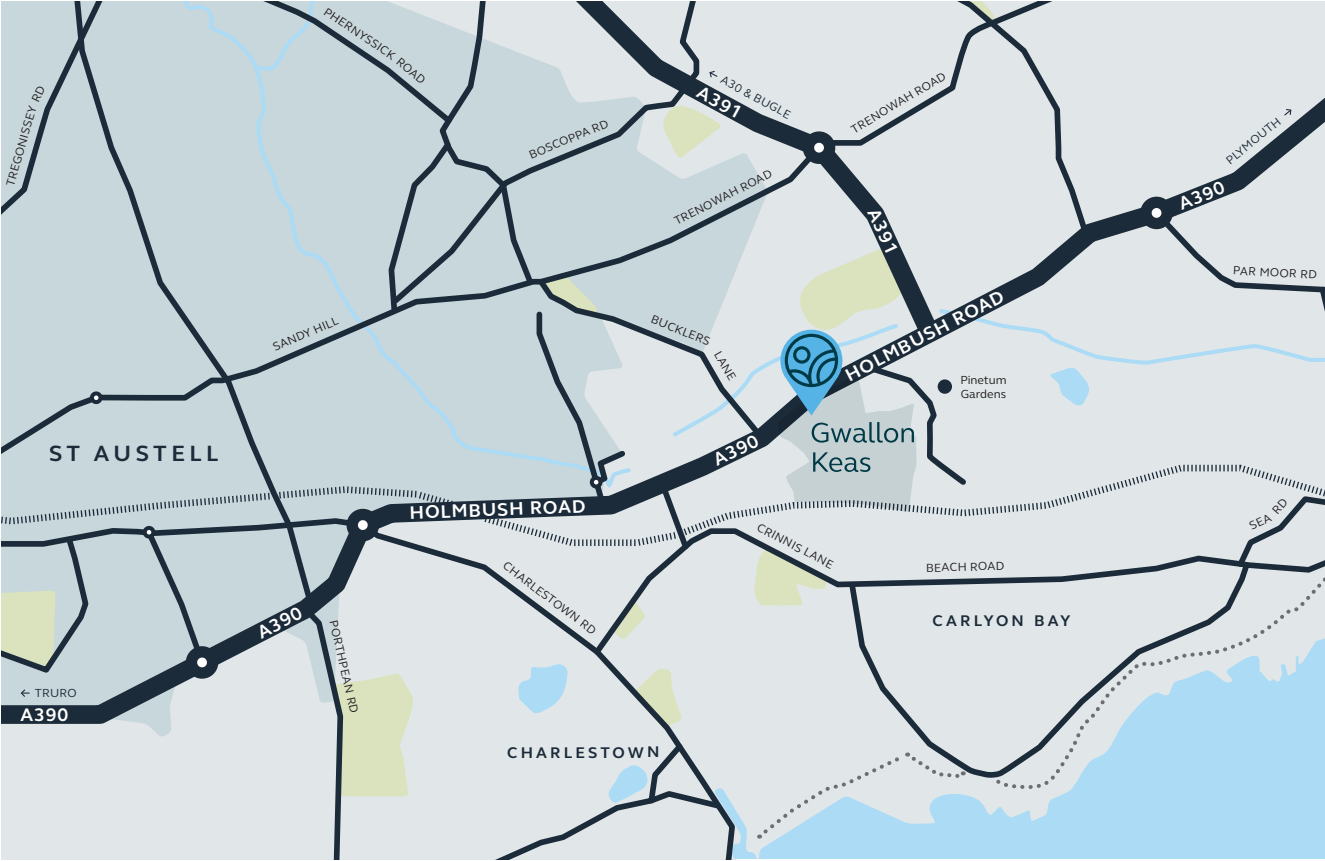 PHERNYSSICK ROAD
← A30 & BUGLE
A391
TRENOWAH ROAD
TREGONISSEY RD
BOSCOPPA RD
PLYMOUTH →
TRENOWAH ROAD
A390
A391
PAR MOOR RD
SANDY HILL
BUCKLERS
LANE
HOLMBUSH ROAD
Pinetum
Gardens
ST AUSTELL
A390
Gwallon
Keas
HOLMBUSH ROAD
SEA RD
CRINNIS LANE
BEACH ROAD
CHARLESTOWN RD
A390
CARLYON BAY
PORTHPEAN RD
← TRURO
A390
CHARLESTOWN